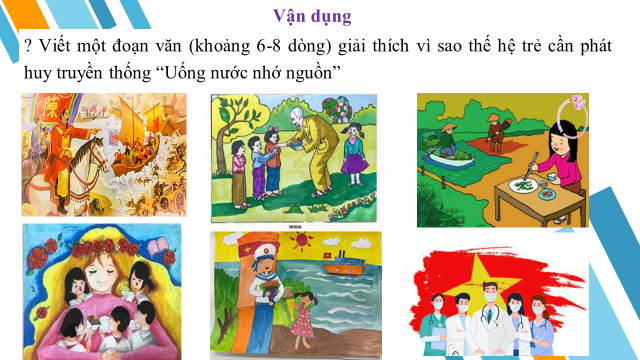 Vận dụng
? Viết một đoạn văn (khoảng 6-8 dòng) giải thích vì sao thế hệ trẻ cần phát
huy truyền thống “Uống nước nhớ nguồn”
陳